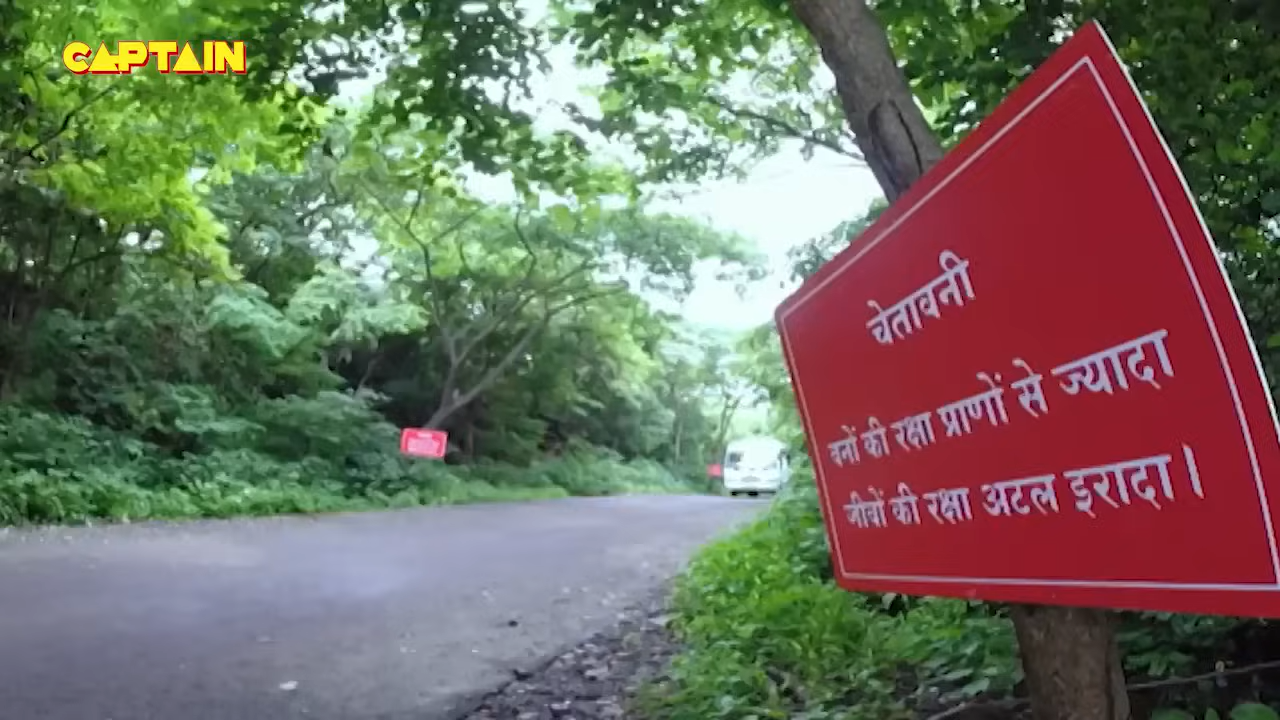 CAPTAIN
चेतावनी
वनों की रक्षा प्राणों से ज्यादा
जीवों की रक्षा अटल इरादा।